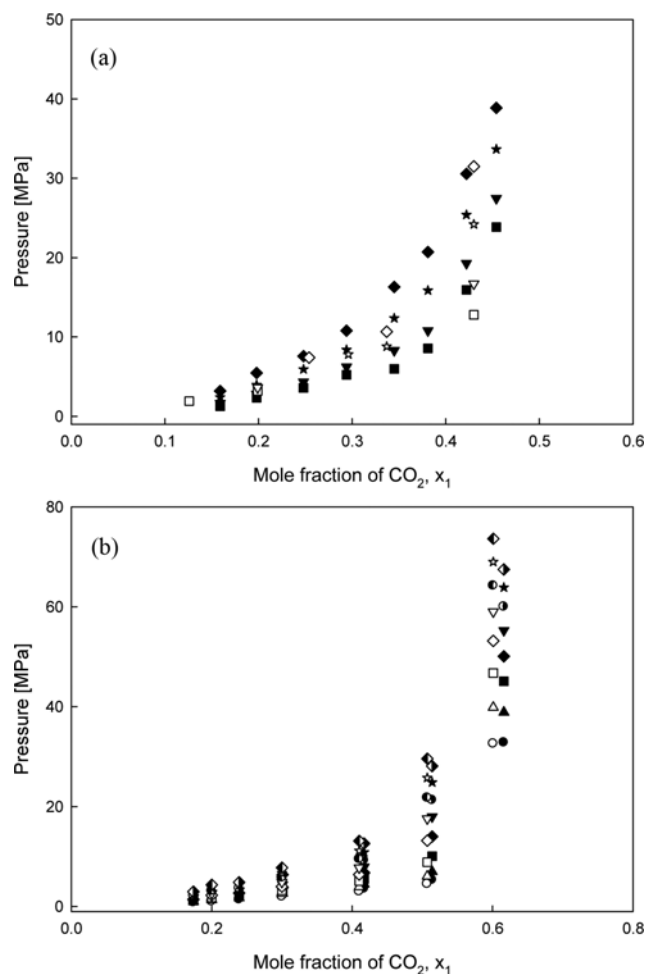 (a)
Pressure [MPa]
50
40
30
20
10
0
0.0 0.1 0.2 0.3 0.4 0.5 0.6
Mole fraction of CO₂, x₁
(b)
Pressure [MPa]
80
60
40
20
0
0.0 0.2 0.4 0.6 0.8
Mole fraction of CO₂, x₁